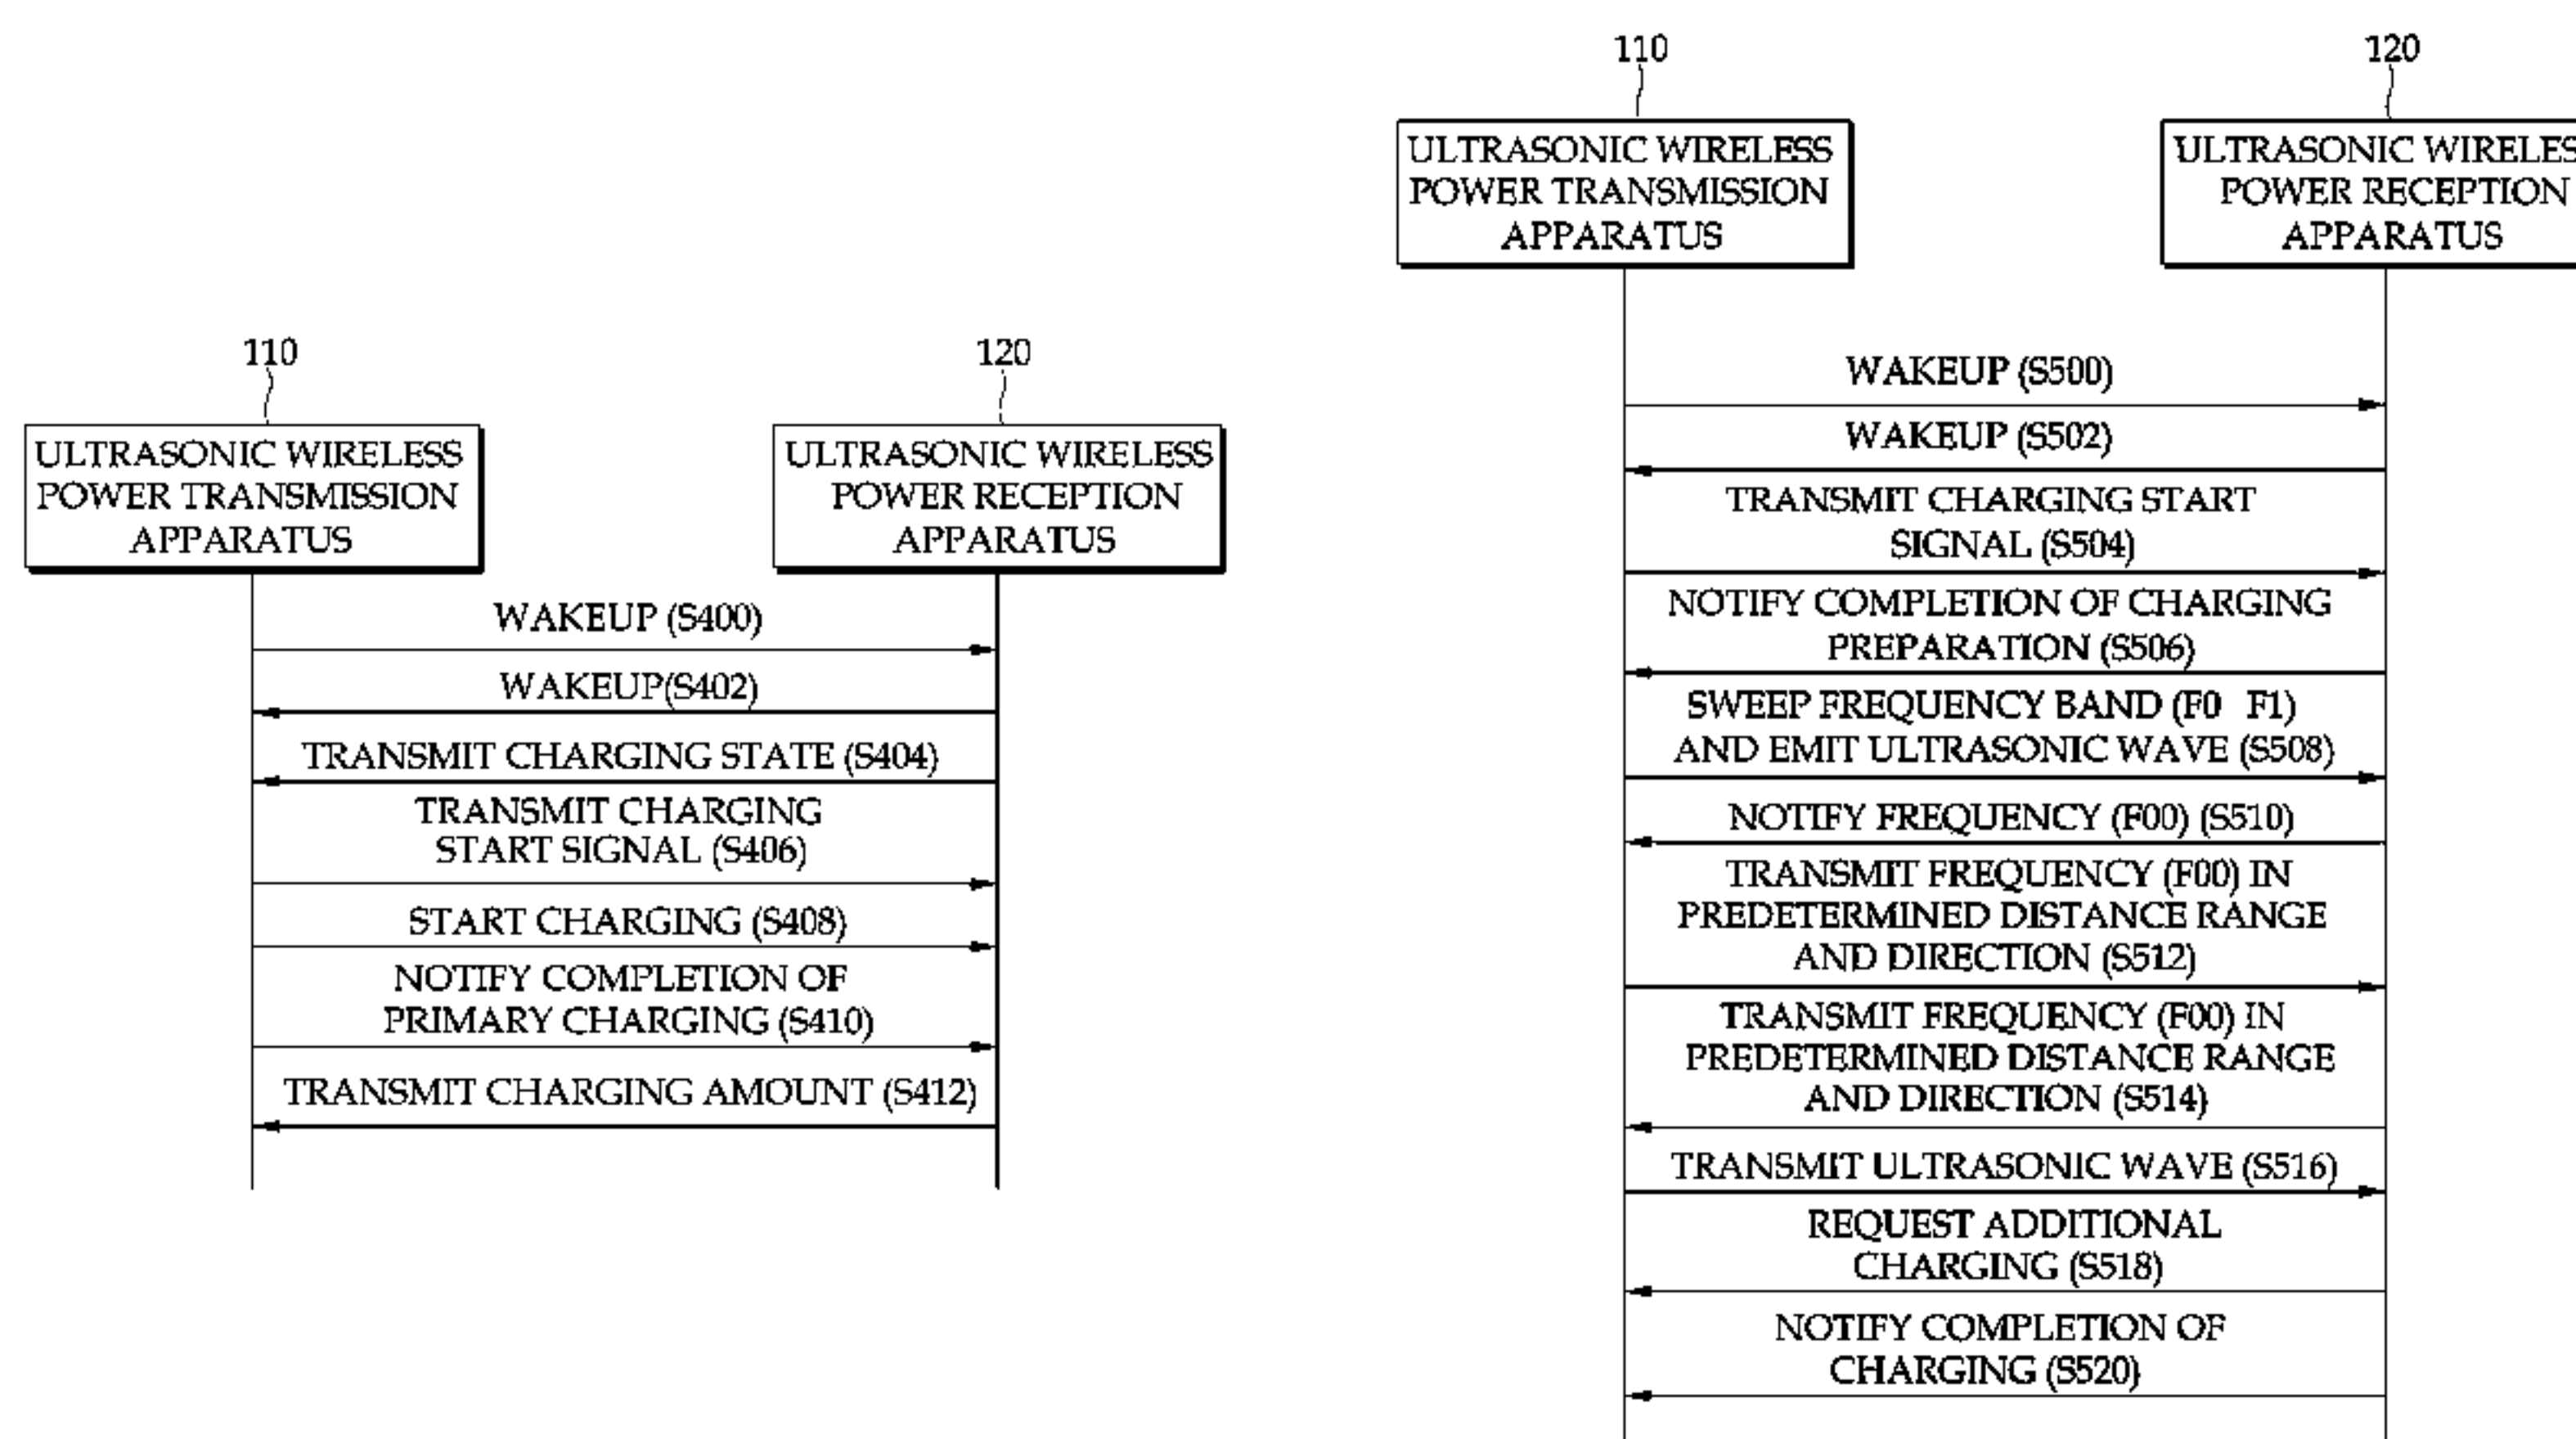 110
120
ULTRASONIC WIRELESS
POWER TRANSMISSION
APPARATUS
ULTRASONIC WIRELESS
POWER RECEPTION
APPARATUS
WAKEUP (S400)
WAKEUP(S402)
TRANSMIT CHARGING STATE (S404)
TRANSMIT CHARGING
START SIGNAL (S406)
START CHARGING (S408)
NOTIFY COMPLETION OF
PRIMARY CHARGING (S410)
TRANSMIT CHARGING AMOUNT (S412)
110
120
ULTRASONIC WIRELESS
POWER TRANSMISSION
APPARATUS
ULTRASONIC
POWER RECEPTION
APPARATUS
WAKEUP (S500)
WAKEUP (S502)
TRANSMIT CHARGING START
SIGNAL (S504)
NOTIFY COMPLETION OF CHARGING
PREPARATION (S506)
SWEEP FREQUENCY BAND (F0 F1)
AND EMIT ULTRASONIC WAVE (S508)
NOTIFY FREQUENCY (F00) (S510)
TRANSMIT FREQUENCY (F00) IN
PREDETERMINED DISTANCE RANGE
AND DIRECTION (S512)
TRANSMIT FREQUENCY (F00) IN
PREDETERMINED DISTANCE RANGE
AND DIRECTION (S514)
TRANSMIT ULTRASONIC WAVE (S516)
REQUEST ADDITIONAL
CHARGING (S518)
NOTIFY COMPLETION OF
CHARGING (S520)